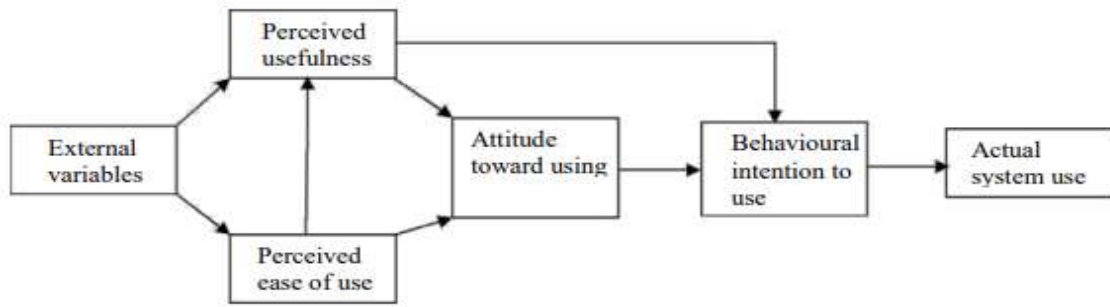 Perceived
usefulness
External
variables
Attitude
toward using
Behavioural
intention to
use
Actual
system use
Perceived
ease of use